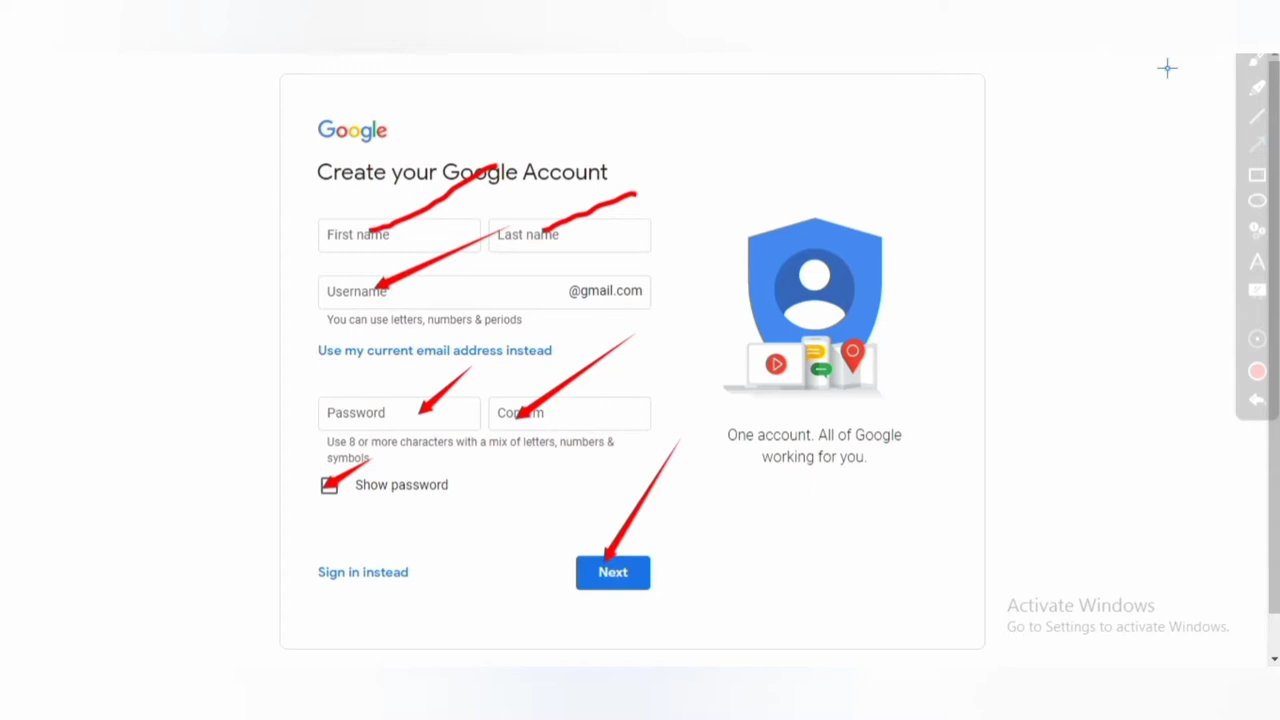 Google
Create your Google Account
First name
Last name
Username
@gmail.com
You can use letters, numbers & periods
Use my current email address instead
Password
Confirm
Use 8 or more characters with a mix of letters, numbers &
symbols
Show password
Sign in instead
Next
One account. All of Google
working for you.
Activate Windows
Go to Settings to activate Windows.